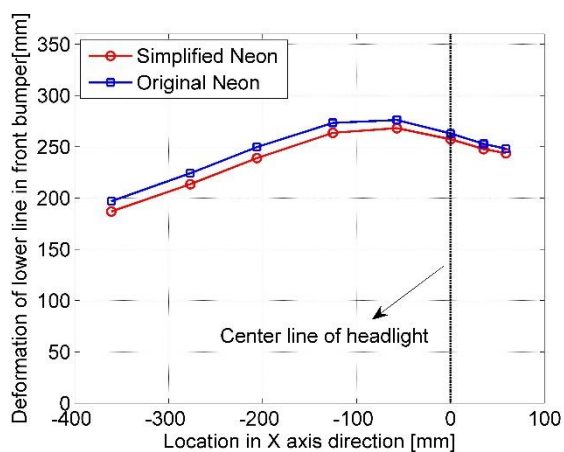 Deformation of lower line in front bumper[mm]
350
300
250
200
150
100
50
0
Simplified Neon
Original Neon
Center line of headlight
-400
-300
-200
-100
0
100
Location in X axis direction [mm]